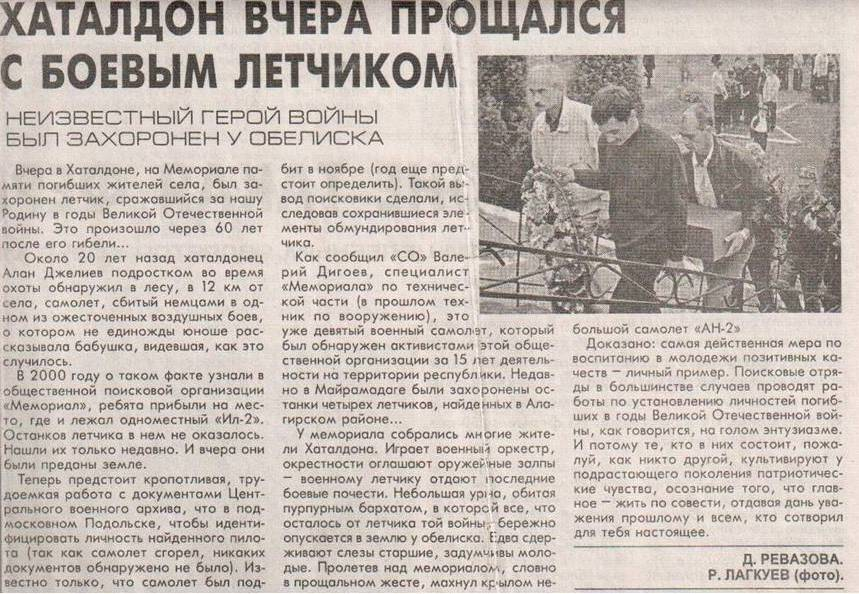 ХАТАЛДОН ВЧЕРА ПРОЩАЛСЯ
С БОЕВЫМ ЛЕТЧИКОМ
НЕИЗВЕСТНЫЙ ГЕРОЙ ВОЙНЫ
БЫЛ ЗАХОРОНЕН У ОБЕЛИСКА
Вчера в Хаталдоне, на Мемориале па-
мяти погибших жителей села, был за-
хоронен летчик, сражавшийся за нашу
Родину в годы Великой Отечественной
войны. Это произошло через 60 лет
после его гибели...
Около 20 лет назад хаталдонец
Алан Джелиев подростком во время
охоты обнаружил в лесу, в 12 км от
села, самолет, сбитый немцами в од-
ном из ожесточенных воздушных боев,
о котором не единожды юноше рас-
сказывала бабушка, видевшая, как это
случилось.
В 2000 году о таком факте узнали в
общественной поисковой организации
«Мемориал», ребята прибыли на мес-
то, где и лежал одноместный «Ил-2».
Останков летчика в нем не оказалось.
Нашли их только недавно. И вчера они
были преданы земле.
Теперь предстоит кропотливая, тру-
доемкая работа с документами Цент-
рального военного архива, что в под-
московном Подольске, чтобы иденти-
фицировать личность найденного пило-
та (так как самолет сгорел, никаких
документов обнаружено не было). Из-
вестно только, что самолет был под-
бит в ноябре (год еще пред-
стоит определить). Такой вы-
вод поисковики сделали, ис-
следовав сохранившиеся эле-
менты обмундирования лет-
чика.
Как сообщил «СО» Вале-
рий Дигоев, специалист
«Мемориала» по техничес-
кой части (в прошлом тех-
ник по вооружению), это
уже девятый военный самолет, который
был обнаружен активистами этой обще-
ственной организации за 15 лет деятель-
ности на территории республики. Недав-
но в Майрамадаге были захоронены ос-
танки четырех летчиков, найденных в Ала-
гирском районе...
У мемориала собрались многие жите-
ли Хаталдона. Играет военный оркестр,
окрестности оглашают оружейные залпы
– военному летчику отдают последние
боевые почести. Небольшая урна, обитая
пурпурным бархатом, в которой все, что
осталось от летчика той войны, бережно
опускается в землю у обелиска. Едва сдер-
живают слезы старшие, задумчивы моло-
дые. Пролетев над мемориалом, словно
в прощальном жесте, махнул крылом не-
большой самолет «АН-2»
Доказано: самая действенная мера по
воспитанию в молодежи позитивных ка-
честв – личный пример. Поисковые отря-
ды в большинстве случаев проводят ра-
боты по установлению личностей погиб-
ших в годы Великой Отечественной вой-
ны, как говорится, на голом энтузиазме.
И потому те, кто в них состоит, пожа-
луй, как никто другой, культивируют у
подрастающего поколения патриотичес-
кие чувства, осознание того, что глав-
ное – жить по совести, отдавая дань ува-
жения прошлому и всем, кто сотворил
для тебя настоящее.
Д. РЕВАЗОВА.
Р. ЛАГКУЕВ (фото).